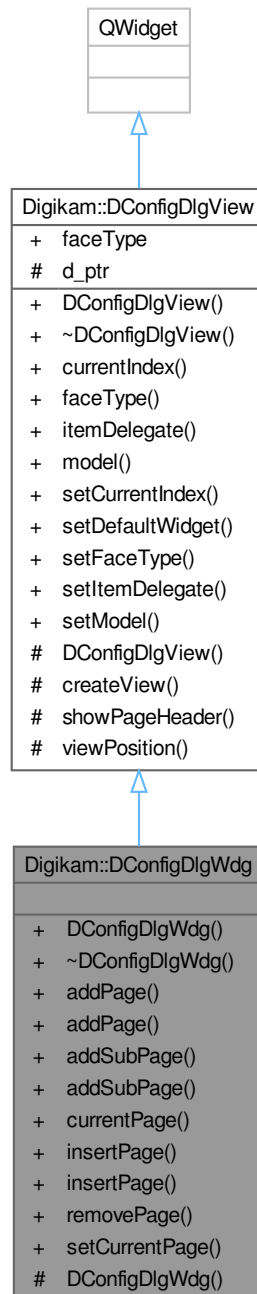 QWidget
Digikam::DConfigDlgView
+ faceType
# d_ptr
+ DConfigDlgView()
+ ~DConfigDlgView()
+ currentIndex()
+ faceType()
+ itemDelegate()
+ model()
+ setCurrentIndex()
+ setDefaultWidget()
+ setFaceType()
+ setItemDelegate()
+ setModel()
# DConfigDlgView()
# createView()
# showPageHeader()
# viewPosition()
Digikam::DConfigDlgWdg
+ DConfigDlgWdg()
+ ~DConfigDlgWdg()
+ addPage()
+ addPage()
+ addSubPage()
+ addSubPage()
+ currentPage()
+ insertPage()
+ insertPage()
+ removePage()
+ setCurrentPage()
# DConfigDlgWdg()